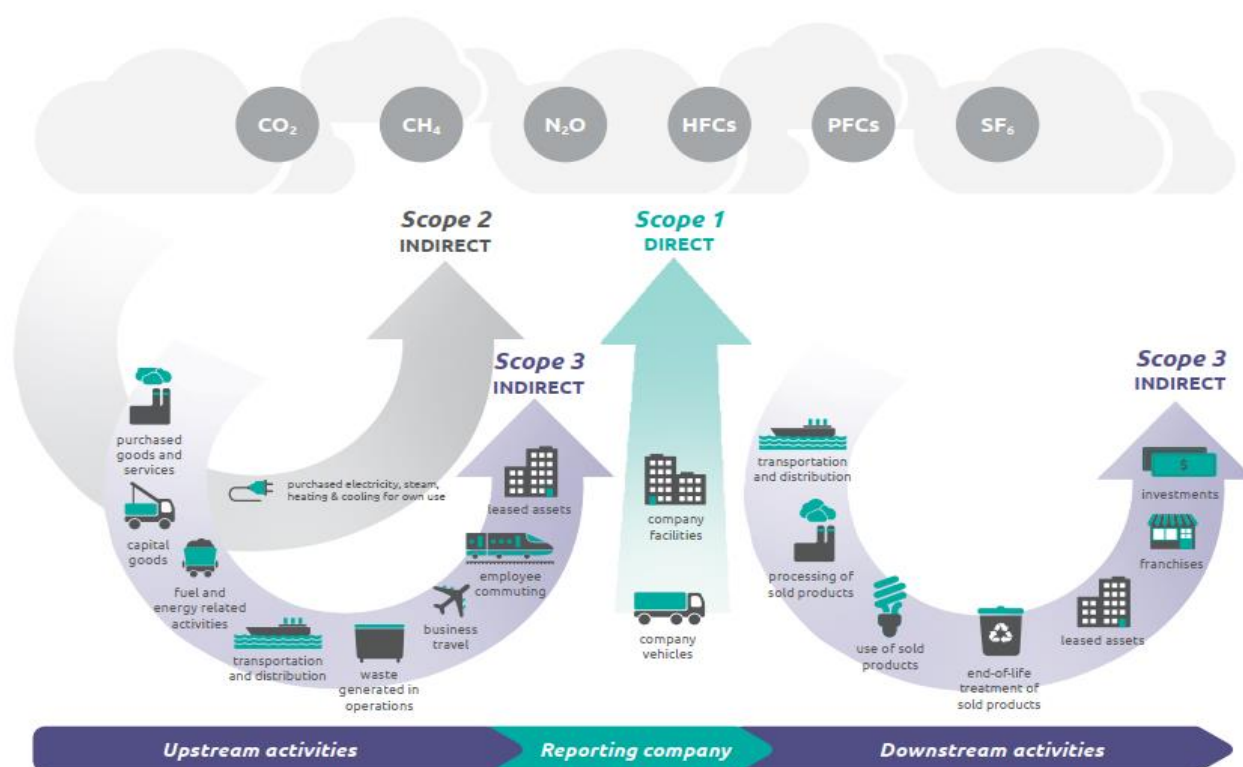 CO₂
CH₄
N₂O
HFCs
PFCs
SF₆
Scope 2
INDIRECT
Scope 1
DIRECT
Scope 3
INDIRECT
Scope 3
INDIRECT
purchased
goods and
services
capital
goods
fuel and
energy related
activities
purchased electricity, steam,
heating & cooling for own use
transportation
and distribution
waste
generated in
operations
business
travel
employee
commuting
leased assets
company
facilities
company
vehicles
transportation
and distribution
processing of
sold products
use of sold
products
end-of-life
treatment of
sold products
leased assets
franchises
$
investments
Upstream activities
Reporting company
Downstream activities